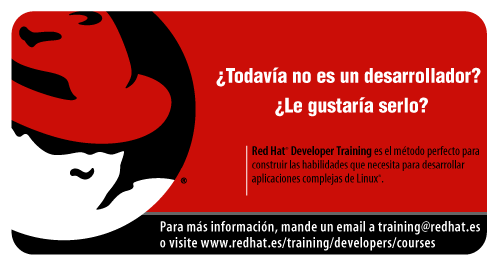 ¿Todavía no es un desarrollador?
¿Le gustaría serlo?
Red Hat® Developer Training es el método perfecto para
construir las habilidades que necesita para desarrollar
aplicaciones complejas de Linux®.
®
Para más información, mande un email a training@redhat.es
o visite www.redhat.es/training/developers/courses